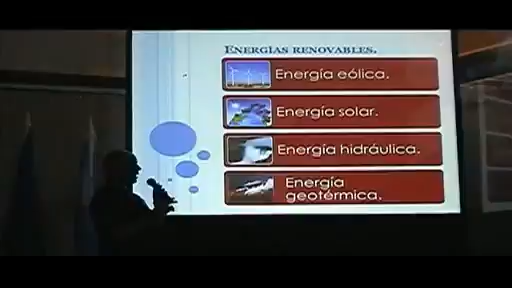 ENERGÍAS RENOVABLES.
Energía eólica.
Energía solar.
Energía hidráulica.
Energía
geotérmica.